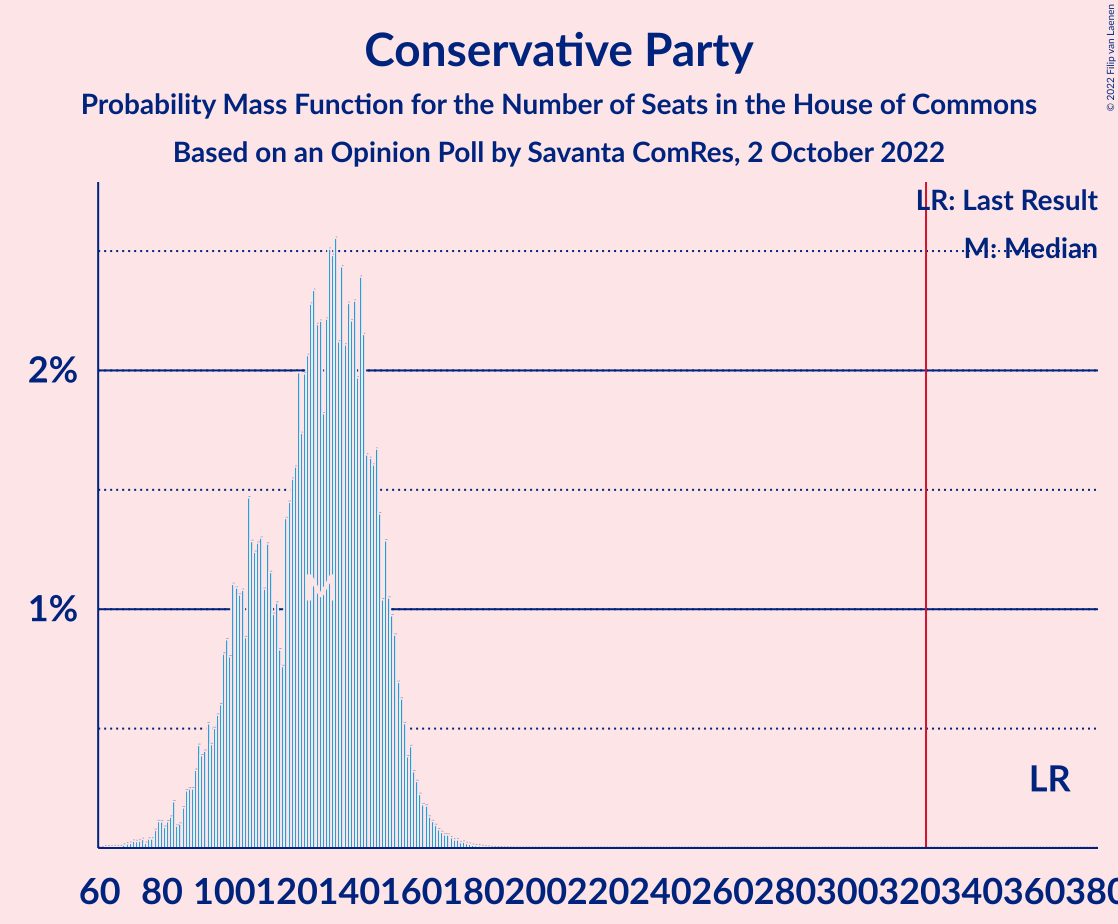 Conservative Party
Probability Mass Function for the Number of Seats in the House of Commons
Based on an Opinion Poll by Savanta ComRes, 2 October 2022
© 2022 Filip van Laenen
LR: Last Result
M: Median
2%
1%
M
LR
60 80 100 120 140 160 180 200 220 240 260 280 300 320 340 360 380